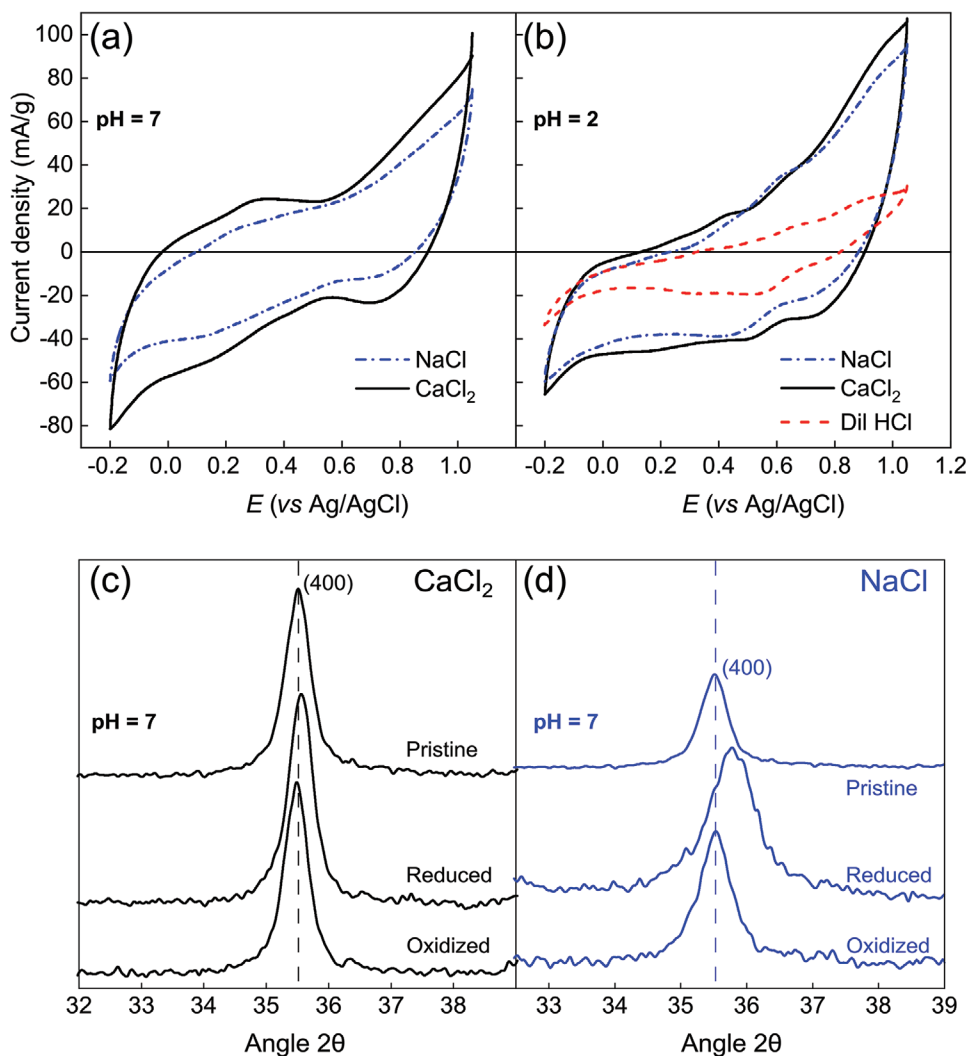 (a)
pH = 7
NaCl
CaCl₂
100
80
60
40
20
0
-20
-40
-60
-80
Current density (mA/g)
-0.2 0.0 0.2 0.4 0.6 0.8 1.0
E (vs Ag/AgCl)
(b)
pH = 2
NaCl
CaCl₂
Dil HCl
-0.2 0.0 0.2 0.4 0.6 0.8 1.0 1.2
E (vs Ag/AgCl)
(c)
(400)
CaCl₂
pH = 7
Pristine
Reduced
Oxidized
32 33 34 35 36 37 38
Angle 2θ
(d)
NaCl
(400)
pH = 7
Pristine
Reduced
Oxidized
33 34 35 36 37 38 39
Angle 2θ